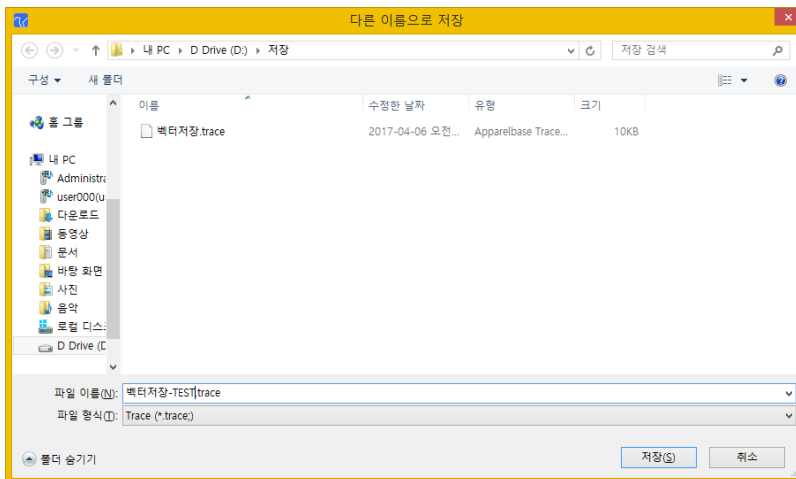 다른 이름으로 저장
내 PC ▸ D Drive (D:) ▸ 저장
저장 검색
구성 새 폴더
이름 수정한 날짜 유형 크기
벡터저장.trace 2017-04-06 오전... Apparelbase Trace... 10KB
홈 그룹
내 PC
Administra
user000(u
다운로드
동영상
문서
바탕 화면
사진
음악
로컬 디스크
D Drive (D
파일 이름(N): 벡터저장-TEST.trace
파일 형식(T): Trace (*.trace;)
폴더 숨기기
저장(S) 취소